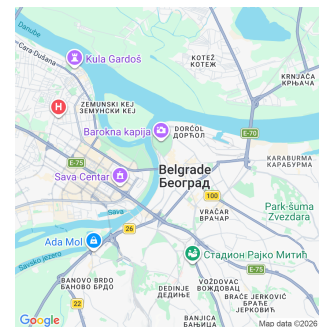 Danube
Cara Dušana
Kula Gardoš
KOTEŽ
КОТЕЖ
KRNJAČA
КРЊАЧА
H
ZEMUNSKI KEJ
ЗЕМУНСКИ КЕЈ
Barokna kapija
DORĆOL
ДОРЋОЛ
E-70
E-75
Sava Centar
Belgrade
Београд
KARABURMA
КАРАБУРМА
100
Sava
VRAČAR
ВРАЧАР
Park-šuma
Zvezdara
26
Ada Mol
Savsko jezero
Стадион Рајко Митић
E-75
BANOVO BRDO
БАНОВО БРДО
VOŽDOVAC
ВОЖДОВАЦ
DEDINJE
ДЕДИЊЕ
BRAĆE JERKOVIĆ
БРАЋЕ
ЈЕРКОВИЋ
22
BANJICA
БАЊИЦА
Google
Map data ©2026